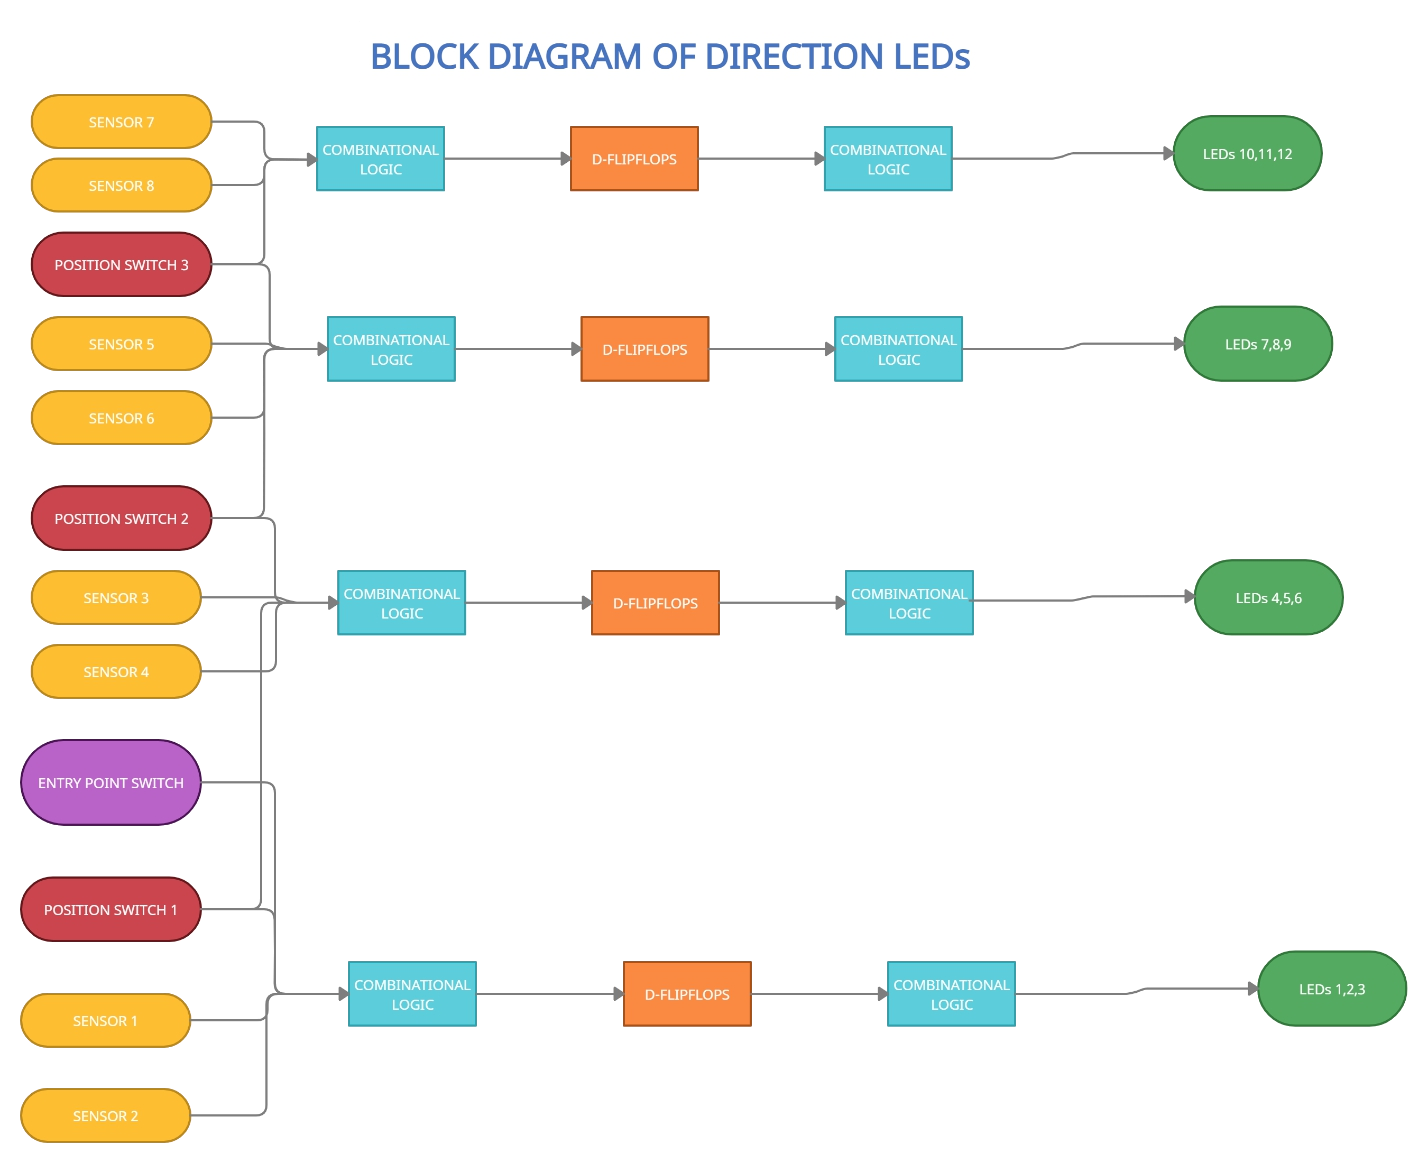 BLOCK DIAGRAM OF DIRECTION LEDs
SENSOR 7
SENSOR 8
POSITION SWITCH 3
COMBINATIONAL
LOGIC
D-FLIPFLOPS
COMBINATIONAL
LOGIC
LEDs 10,11,12
SENSOR 5
SENSOR 6
COMBINATIONAL
LOGIC
D-FLIPFLOPS
COMBINATIONAL
LOGIC
LEDs 7,8,9
POSITION SWITCH 2
SENSOR 3
SENSOR 4
COMBINATIONAL
LOGIC
D-FLIPFLOPS
COMBINATIONAL
LOGIC
LEDs 4,5,6
ENTRY POINT SWITCH
POSITION SWITCH 1
SENSOR 1
SENSOR 2
COMBINATIONAL
LOGIC
D-FLIPFLOPS
COMBINATIONAL
LOGIC
LEDs 1,2,3